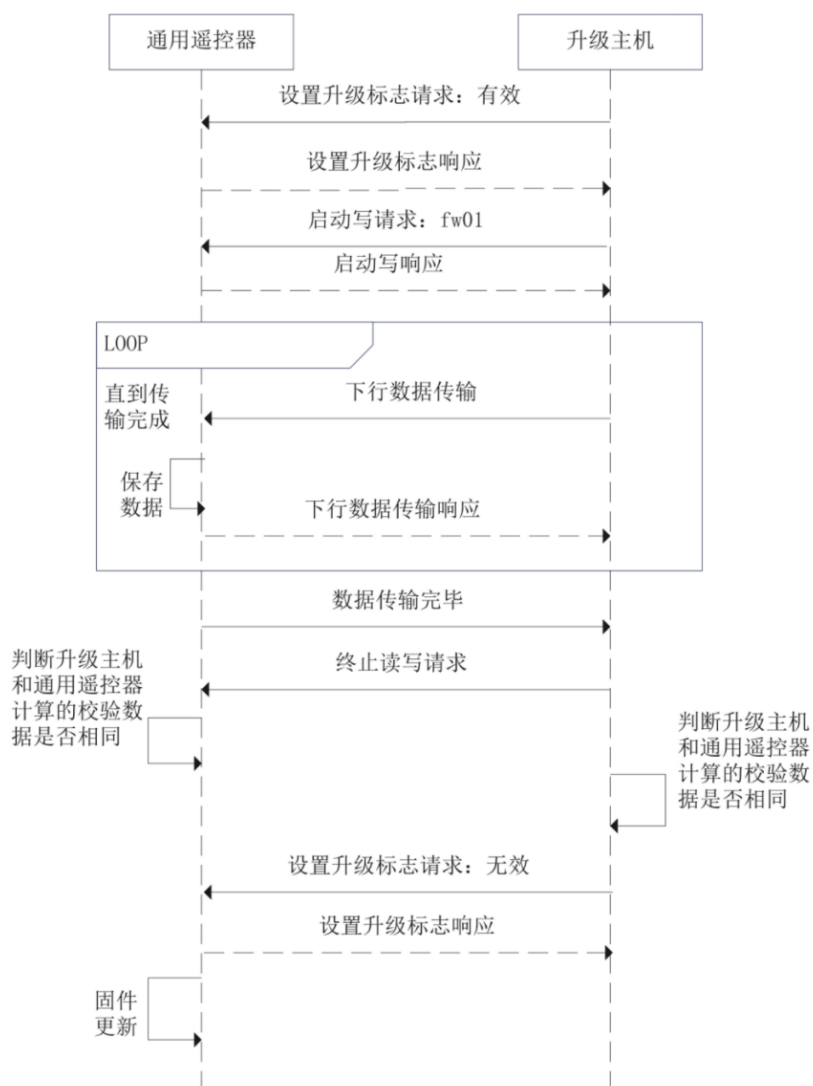 通用遥控器
升级主机
设置升级标志请求：有效
设置升级标志响应
启动写请求：fw01
启动写响应
LOOP
直到传
输完成
下行数据传输
保存
数据
下行数据传输响应
数据传输完毕
终止读写请求
判断升级主机
和通用遥控器
计算的校验数
据是否相同
判断升级主机
和通用遥控器
计算的校验数
据是否相同
设置升级标志请求：无效
设置升级标志响应
固件
更新